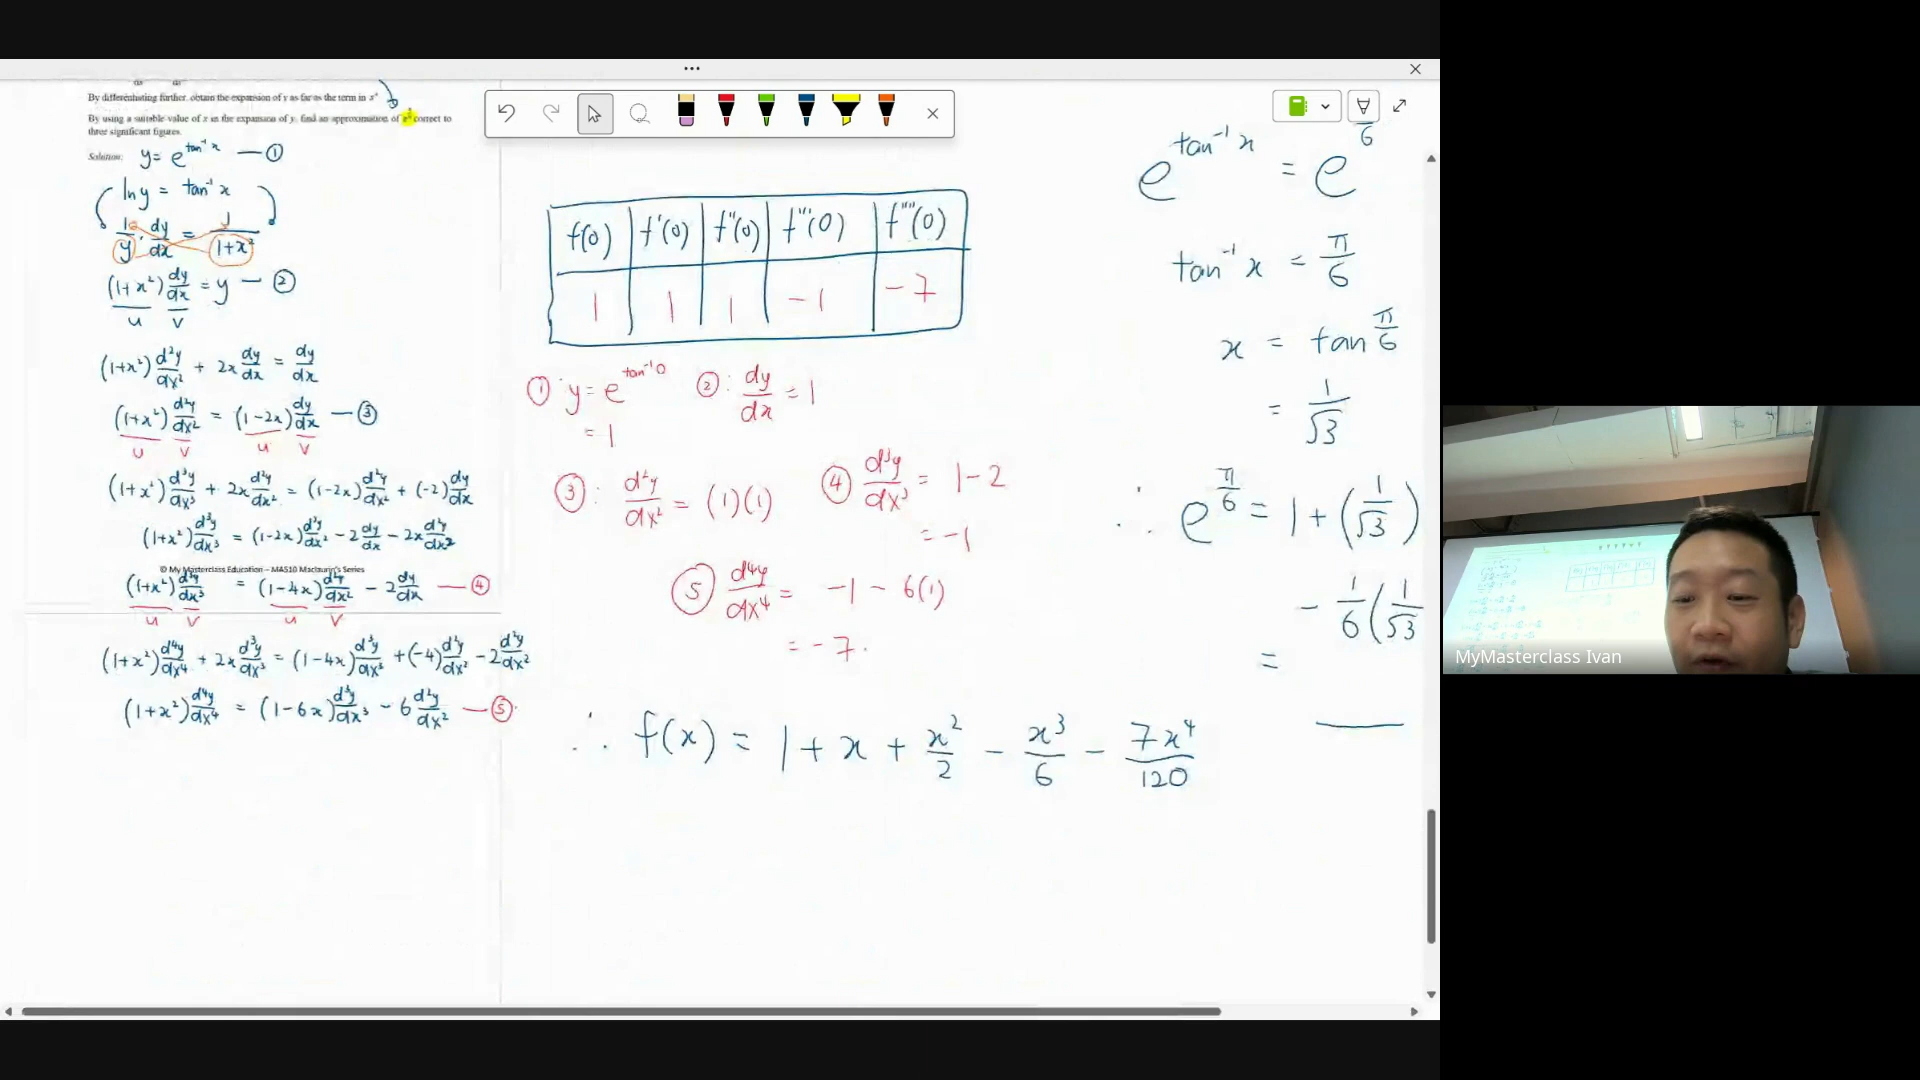 By differentiating further, obtain the expansion of y as far as the term in x⁴
By using a suitable value of x in the expansion of y, find an approximation of correct to
three significant figures.
Solution: y = e^(tan⁻¹ x) — ①
ln y = tan⁻¹ x
1/y · dy/dx = 1/(1+x²)
(1+x²) dy/dx = y — ②
u v
(1+x²) d²y/dx² + 2x dy/dx = dy/dx
(1+x²) d²y/dx² = (1-2x) dy/dx — ③
u v u v
(1+x²) d³y/dx³ + 2x d²y/dx² = (1-2x) d²y/dx² + (-2) dy/dx
(1+x²) d³y/dx³ = (1-2x) d²y/dx² - 2 dy/dx - 2x d²y/dx²
© My Masterclass Education – MAS10 Maclaurin's Series
(1+x²) d³y/dx³ = (1-4x) d²y/dx² - 2 dy/dx — ④
u v u v
(1+x²) d⁴y/dx⁴ + 2x d³y/dx³ = (1-4x) d³y/dx³ + (-4) d²y/dx² - 2 d²y/dx²
(1+x²) d⁴y/dx⁴ = (1-6x) d³y/dx³ - 6 d²y/dx² — ⑤
f(0) f'(0) f''(0) f'''(0) f''''(0)
1 1 1 -1 -7
① : y = e^(tan⁻¹ 0) ② : dy/dx = 1
= 1
③ : d²y/dx² = (1)(1) ④ d³y/dx³ = 1-2
= -1
⑤ d⁴y/dx⁴ = -1 - 6(1)
= -7.
∴ f(x) = 1 + x + x²/2 - x³/6 - 7x⁴/120
e^(tan⁻¹ x) = e^(π/6)
tan⁻¹ x = π/6
x = tan π/6
= 1/√3
∴ e^(π/6) = 1 + (1/√3)
- 1/6 (1/√3
=
MyMasterclass Ivan